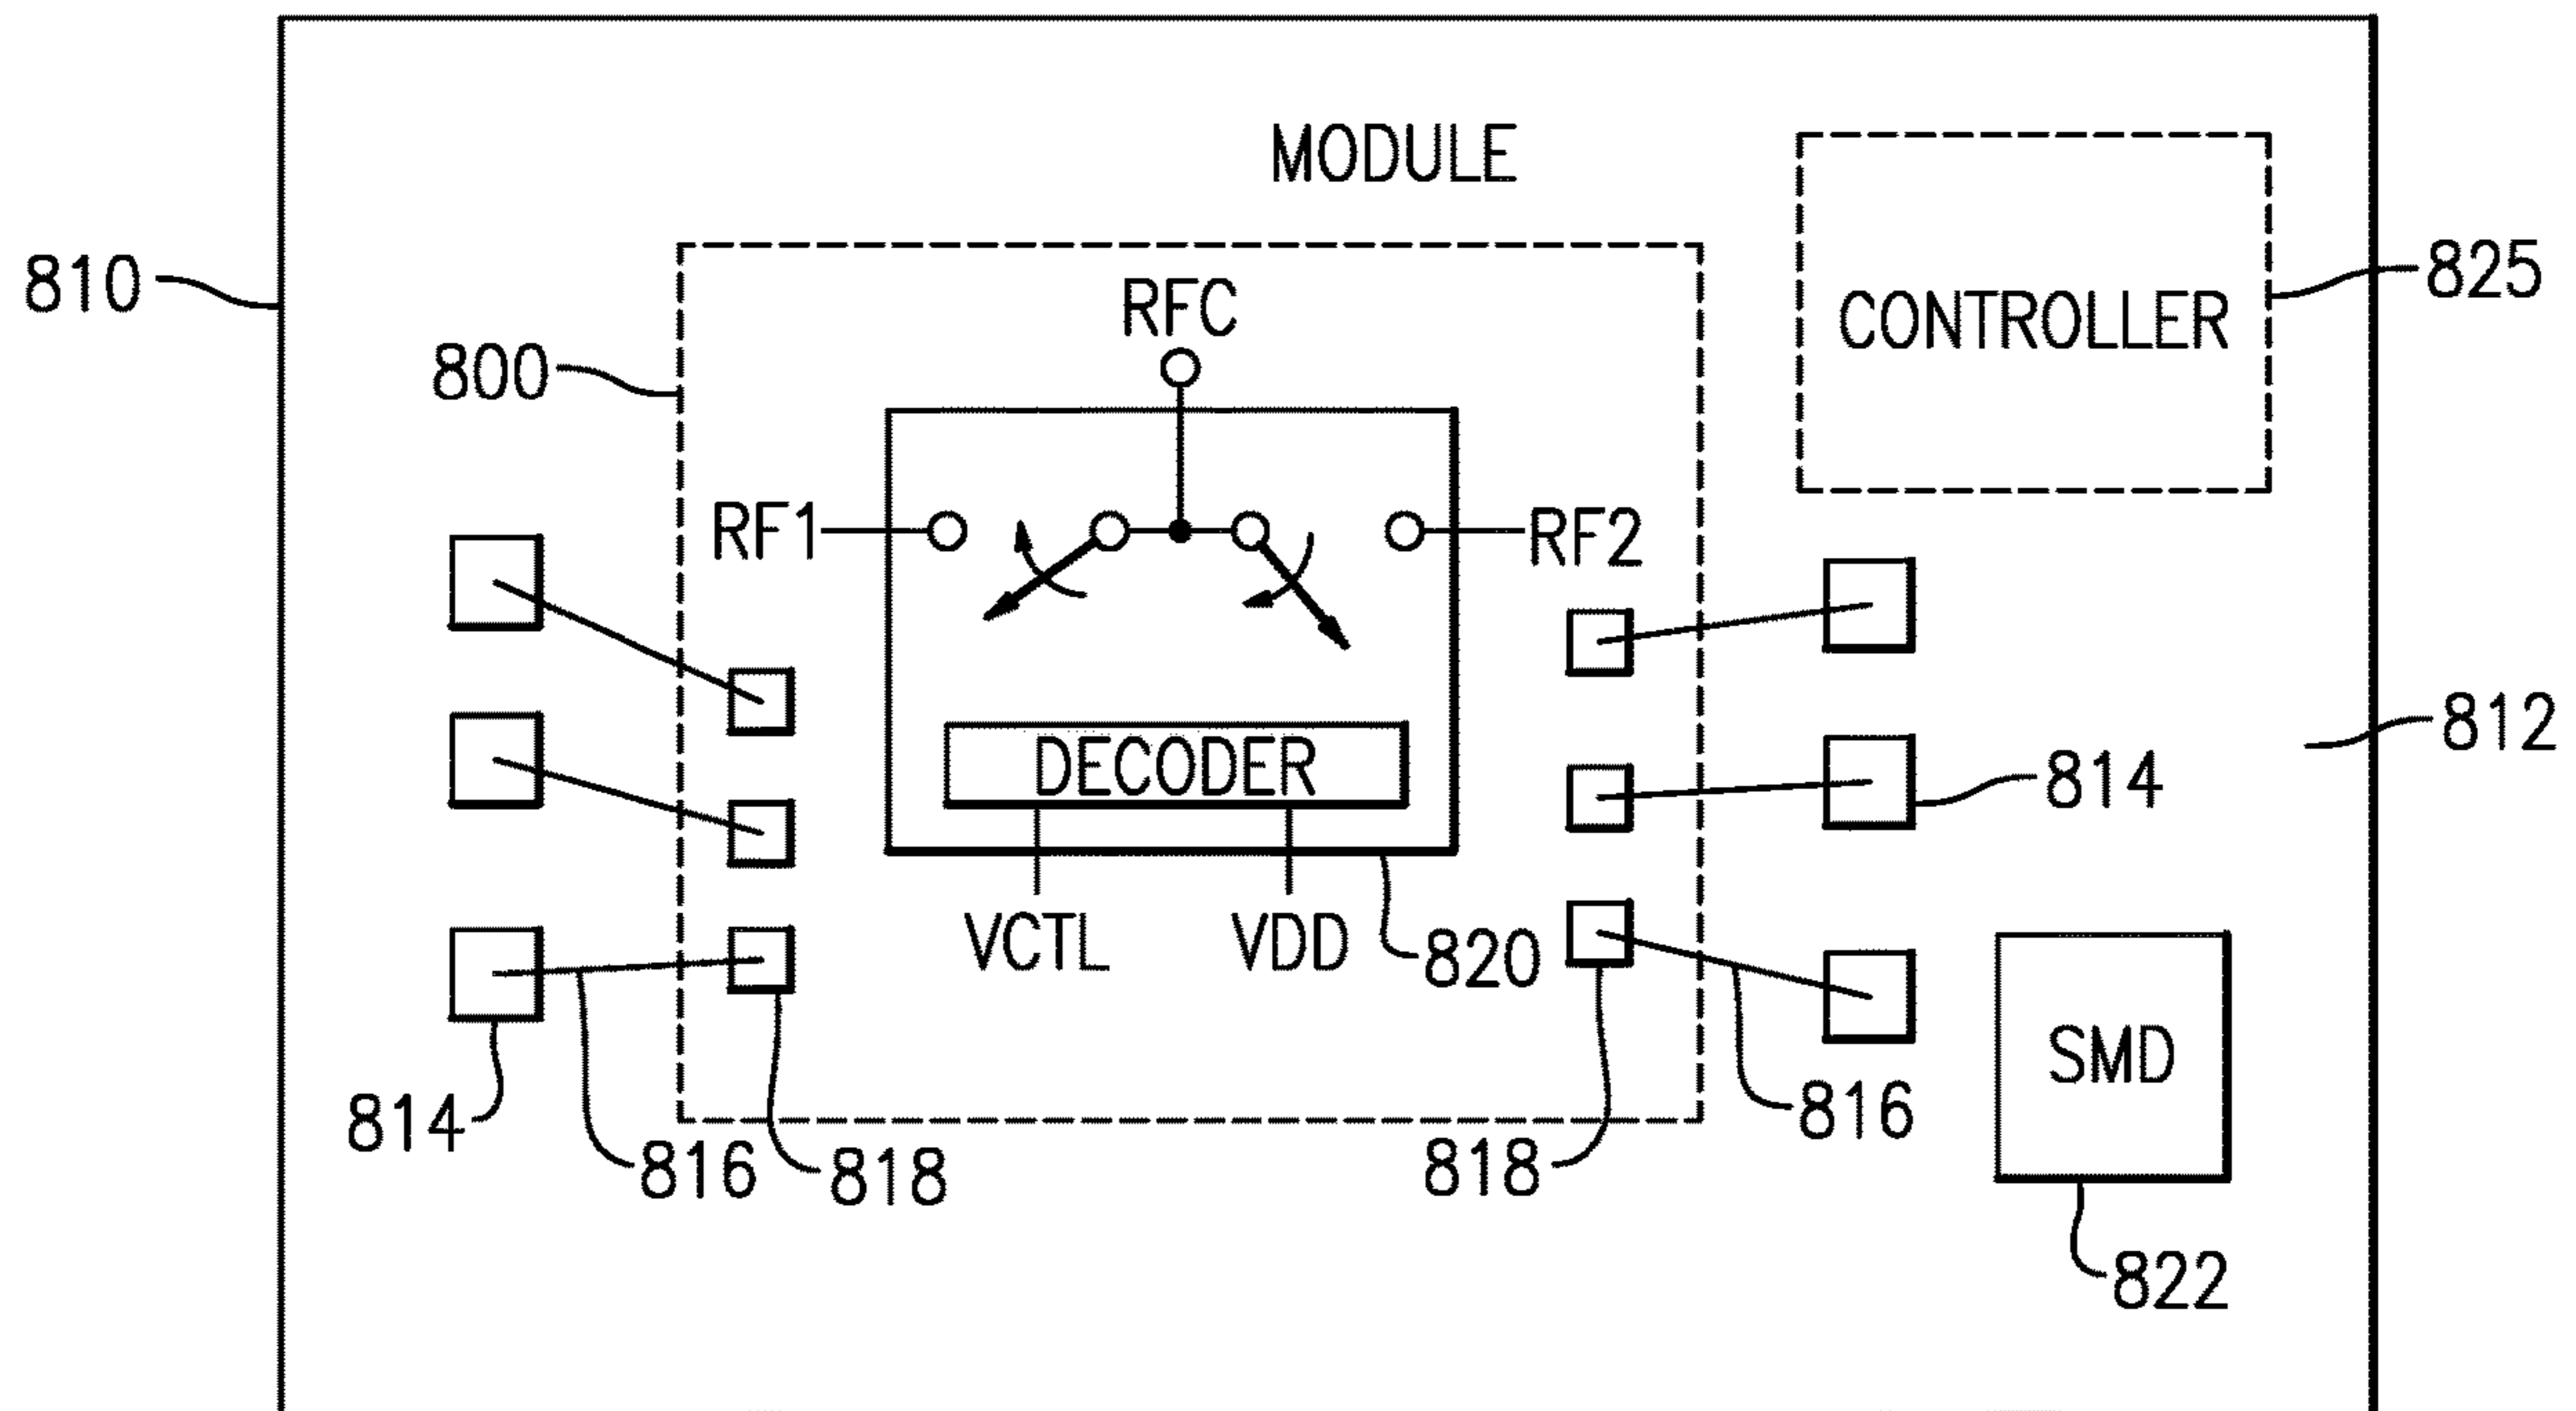 MODULE
810
800
RFC
CONTROLLER
825
RF1
RF2
812
DECODER
814
VCTL
VDD
820
SMD
814
816
818
818
816
822